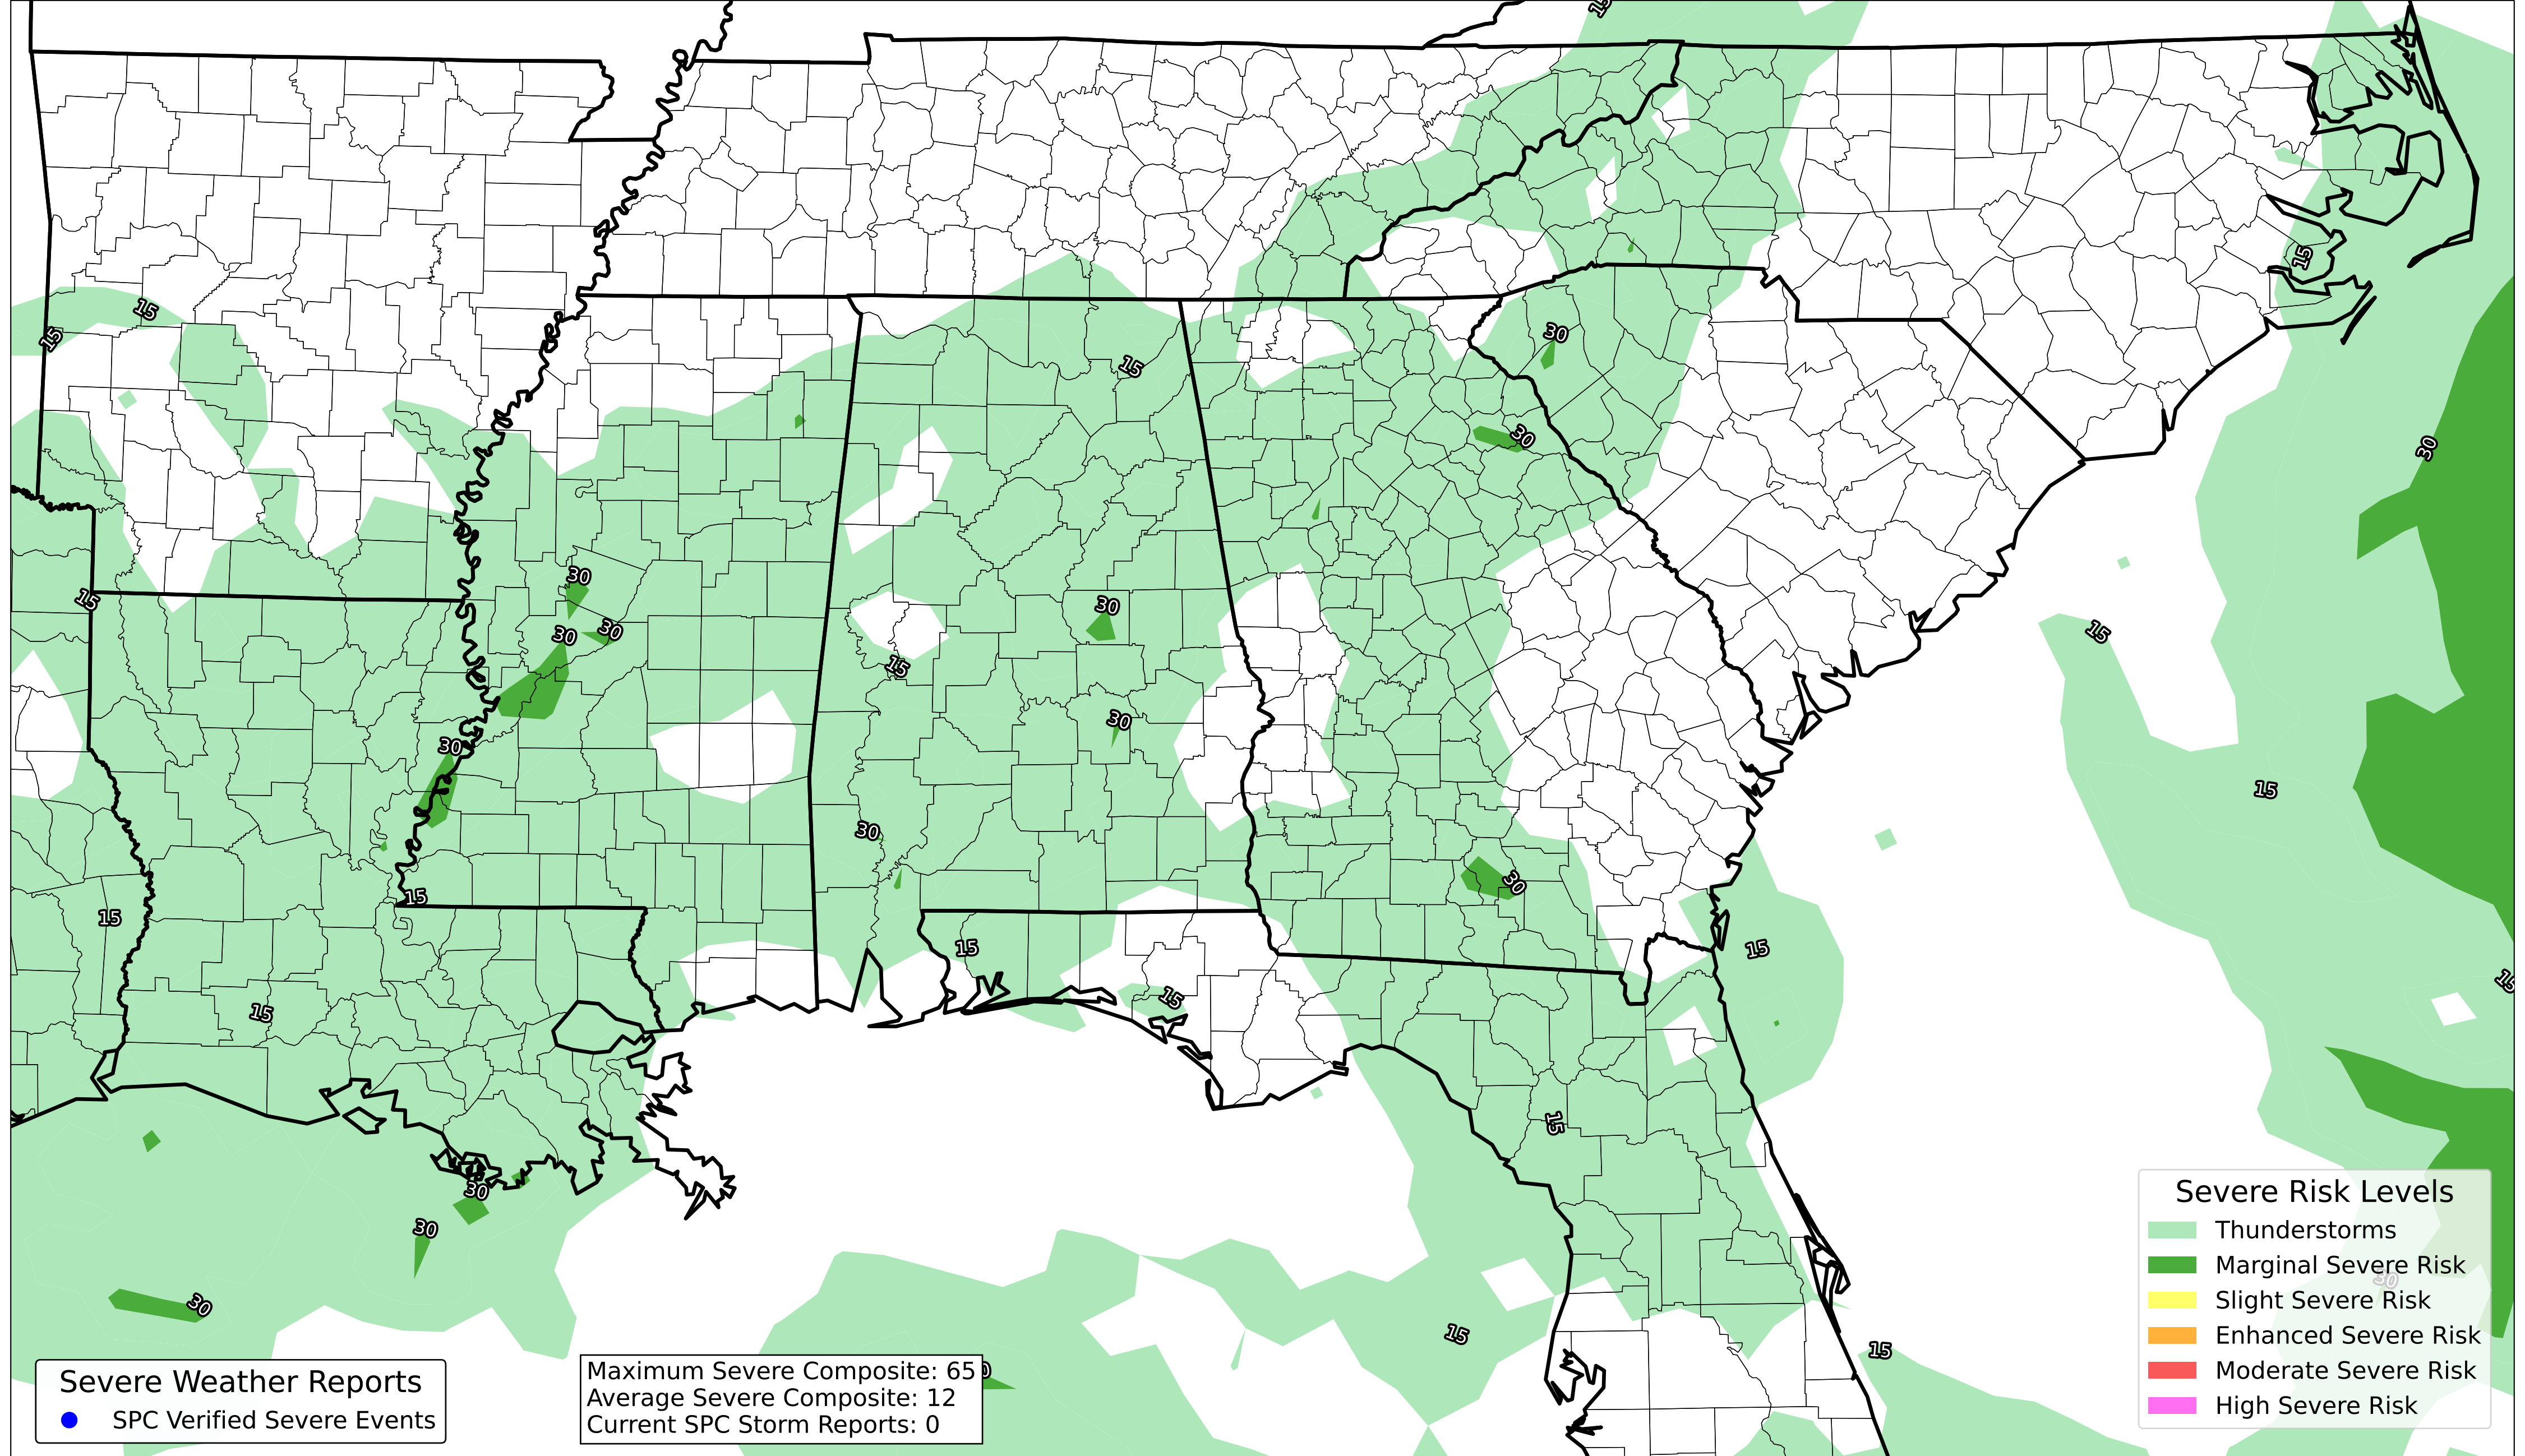 15
15
15
15
30
15
30
30
15
15
30
30
30
30
15
15
30
30
15
30
30
15
15
15
15
15
15
15
15
30
30
30
15
15
30
Severe Weather Reports
SPC Verified Severe Events
Maximum Severe Composite: 65
Average Severe Composite: 12
Current SPC Storm Reports: 0
Severe Risk Levels
Thunderstorms
Marginal Severe Risk
Slight Severe Risk
Enhanced Severe Risk
Moderate Severe Risk
High Severe Risk